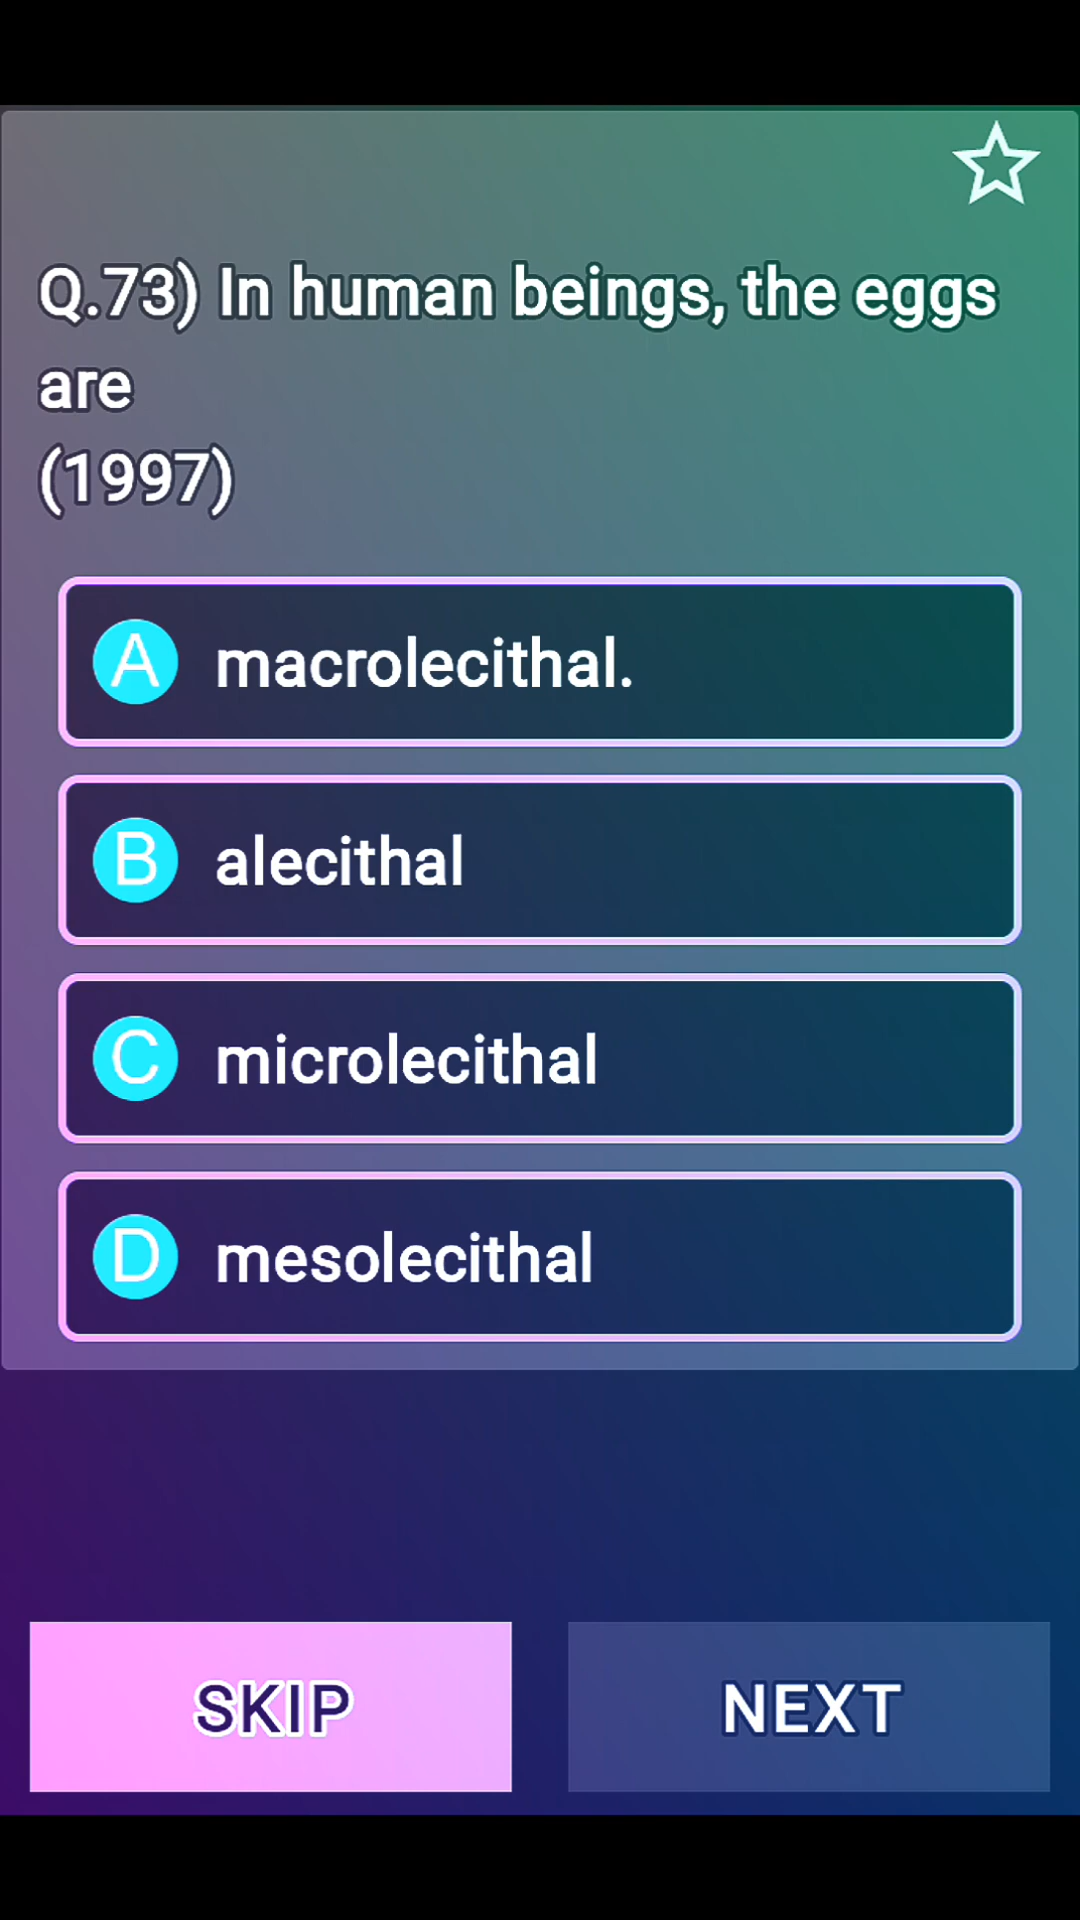 Q.73) In human beings, the eggs
are
(1997)
A macrolecithal.
B alecithal
C microlecithal
D mesolecithal
SKIP NEXT